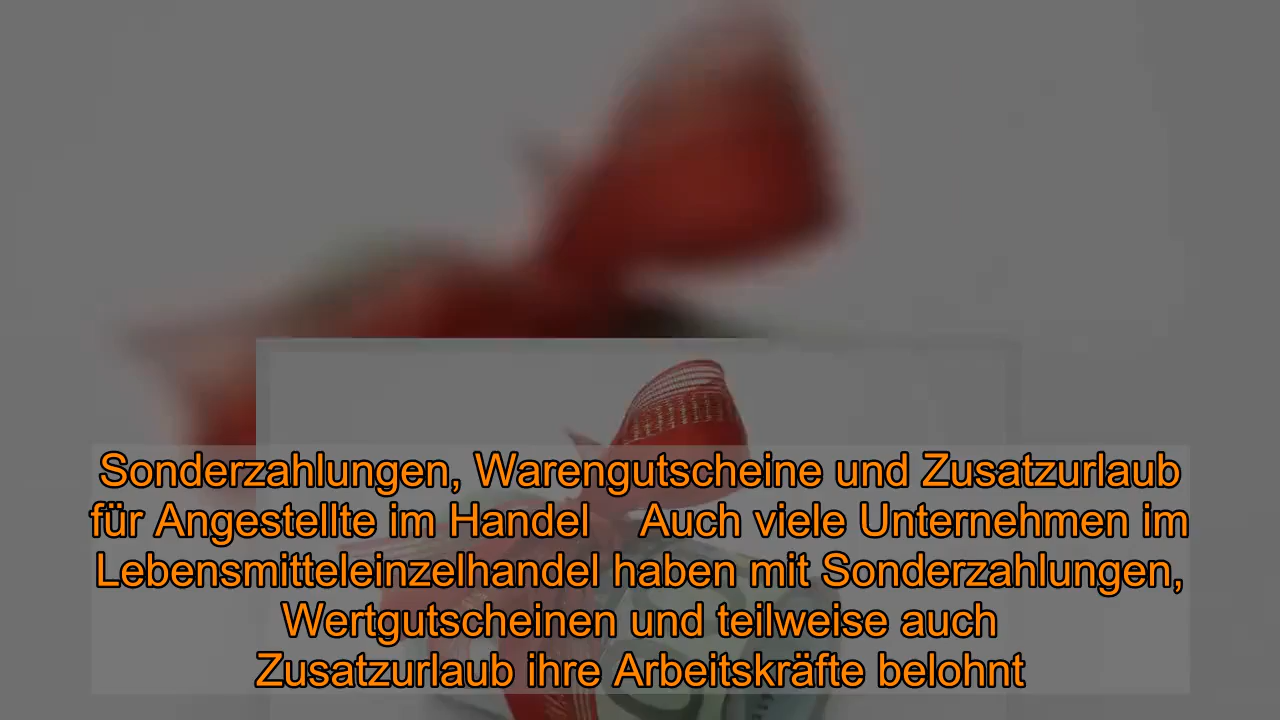 Sonderzahlungen, Warengutscheine und Zusatzurlaub
für Angestellte im Handel    Auch viele Unternehmen im
Lebensmitteleinzelhandel haben mit Sonderzahlungen,
Wertgutscheinen und teilweise auch
Zusatzurlaub ihre Arbeitskräfte belohnt